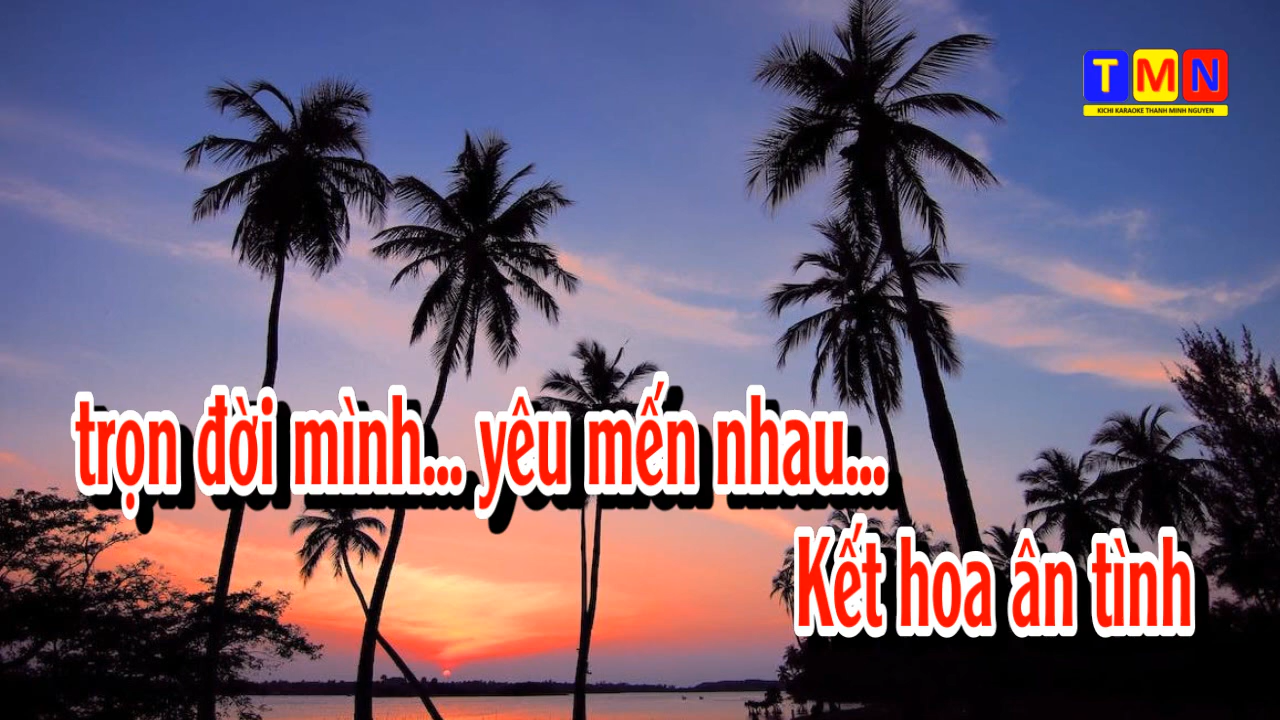 TMN
KICHI KARAOKE THANH MINH NGUYEN
trọn đời mình... yêu mến nhau...
Kết hoa ân tình